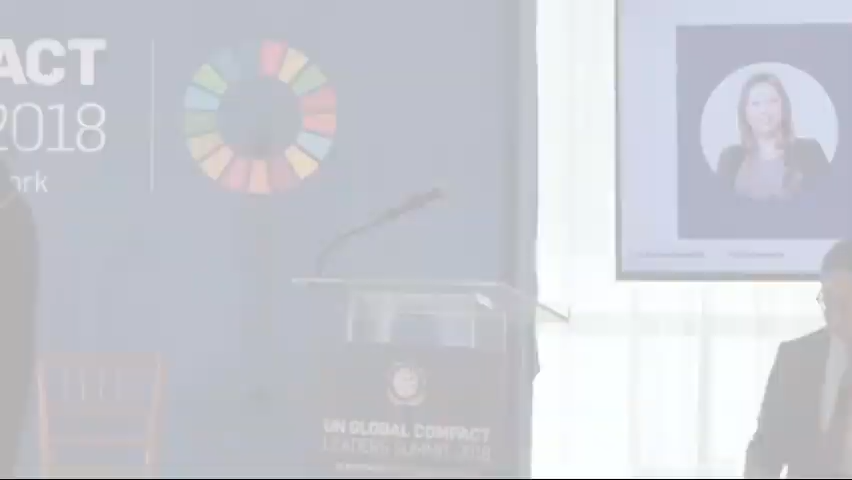 ACT
2018
ork
UN GLOBAL COMPACT
LEADERS SUMMIT 2018